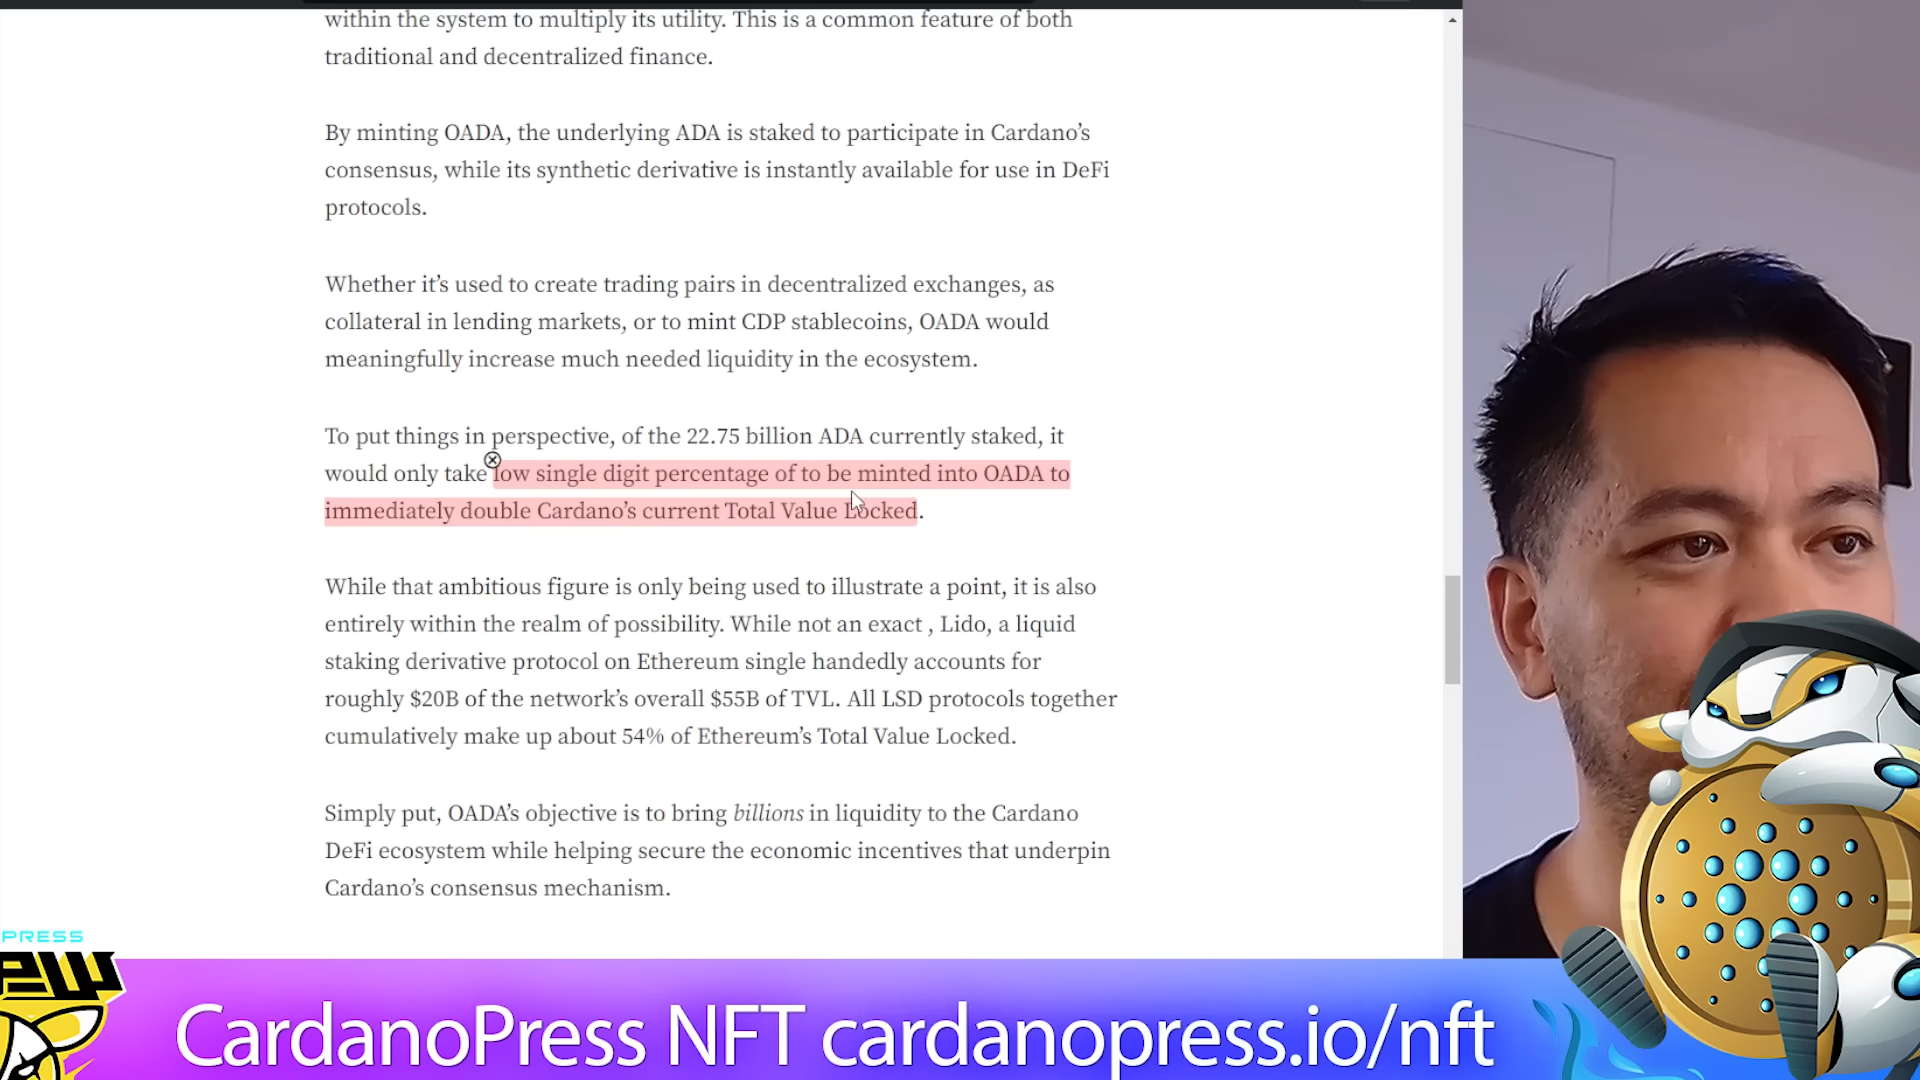 within the system to multiply its utility. This is a common feature of both
traditional and decentralized finance.
By minting OADA, the underlying ADA is staked to participate in Cardano’s
consensus, while its synthetic derivative is instantly available for use in DeFi
protocols.
Whether it’s used to create trading pairs in decentralized exchanges, as
collateral in lending markets, or to mint CDP stablecoins, OADA would
meaningfully increase much needed liquidity in the ecosystem.
To put things in perspective, of the 22.75 billion ADA currently staked, it
would only take low single digit percentage of to be minted into OADA to
immediately double Cardano’s current Total Value Locked.
While that ambitious figure is only being used to illustrate a point, it is also
entirely within the realm of possibility. While not an exact , Lido, a liquid
staking derivative protocol on Ethereum single handedly accounts for
roughly $20B of the network’s overall $55B of TVL. All LSD protocols together
cumulatively make up about 54% of Ethereum’s Total Value Locked.
Simply put, OADA’s objective is to bring billions in liquidity to the Cardano
DeFi ecosystem while helping secure the economic incentives that underpin
Cardano’s consensus mechanism.
PRESS
CardanoPress NFT cardanopress.io/nft